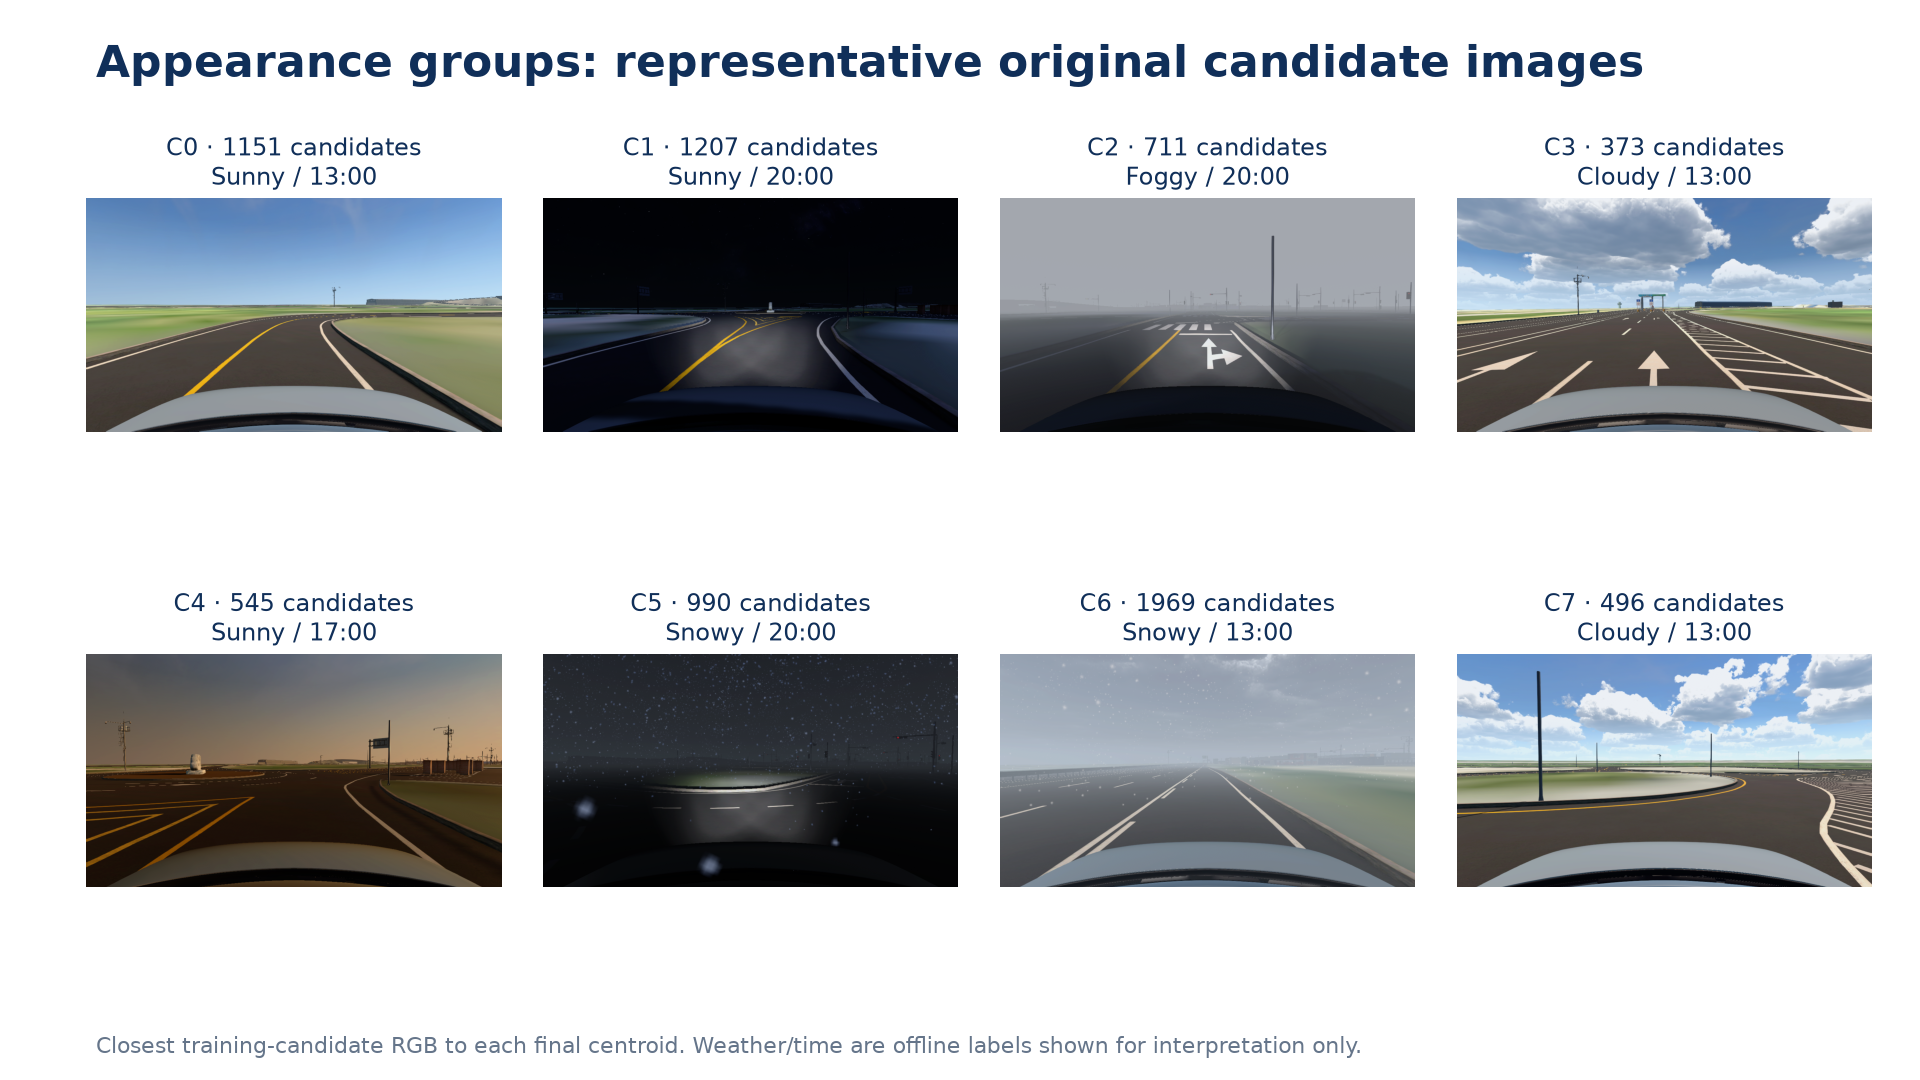 Appearance groups: representative original candidate images
C0 · 1151 candidates
Sunny / 13:00
C1 · 1207 candidates
Sunny / 20:00
C2 · 711 candidates
Foggy / 20:00
C3 · 373 candidates
Cloudy / 13:00
C4 · 545 candidates
Sunny / 17:00
C5 · 990 candidates
Snowy / 20:00
C6 · 1969 candidates
Snowy / 13:00
C7 · 496 candidates
Cloudy / 13:00
Closest training-candidate RGB to each final centroid. Weather/time are offline labels shown for interpretation only.